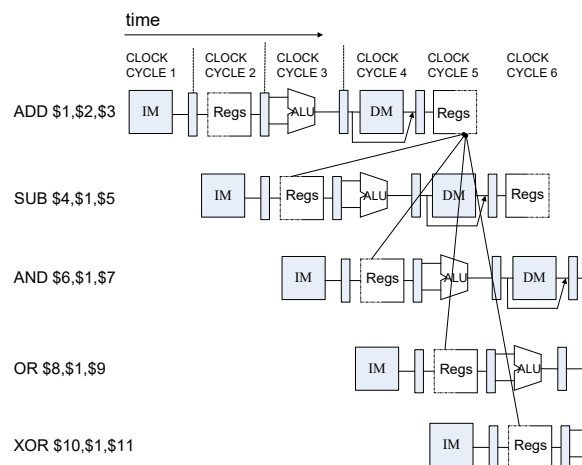 time
CLOCK CYCLE 1
CLOCK CYCLE 2
CLOCK CYCLE 3
CLOCK CYCLE 4
CLOCK CYCLE 5
CLOCK CYCLE 6
ADD $1,$2,$3
IM
Regs
ALU
DM
Regs
SUB $4,$1,$5
IM
Regs
ALU
DM
Regs
AND $6,$1,$7
IM
Regs
ALU
DM
OR $8,$1,$9
IM
Regs
ALU
XOR $10,$1,$11
IM
Regs